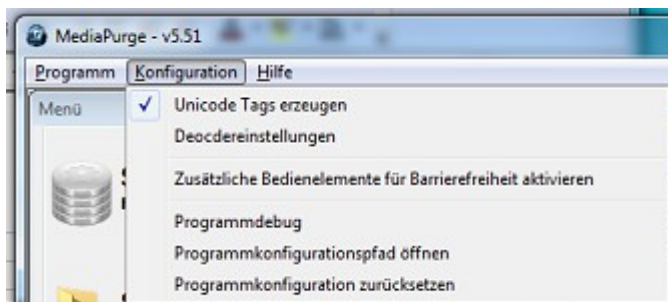 MediaPurge - v5.51
Programm Konfiguration Hilfe
Menü
Unicode Tags erzeugen
Deocdereinstellungen
Zusätzliche Bedienelemente für Barrierefreiheit aktivieren
Programmdebug
Programmkonfigurationspfad öffnen
Programmkonfiguration zurücksetzen